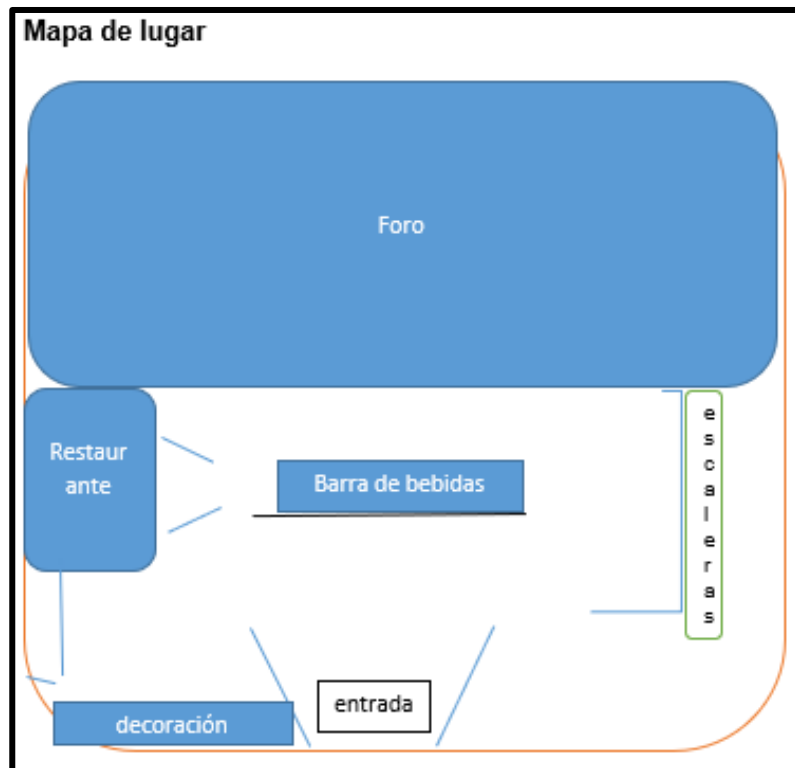 Mapa de lugar
Foro
Restaur
ante
Barra de bebidas
e
s
c
a
l
e
r
a
s
entrada
decoración